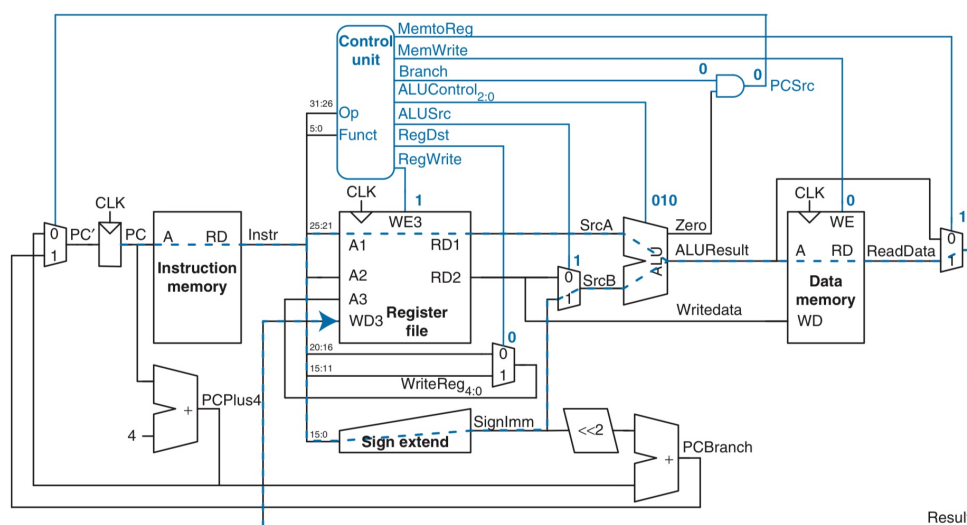 MemtoReg
Control unit
MemWrite
Branch
0
0
PCSrc
ALUControl2:0
31:26
Op
ALUSrc
5:0
Funct
RegDst
RegWrite
CLK
1
010
CLK
0
1
CLK
WE3
WE
0
1
PC'
PC
A
RD
Instr
25:21
A1
RD1
SrcA
Zero
0
1
Instruction memory
A2
RD2
1
0
1
SrcB
ALU
ALUResult
A
RD
ReadData
Data memory
A3
Register file
WD3
Writedata
WD
20:16
0
0
1
15:11
WriteReg4:0
PCPlus4
+
4
15:0
Sign extend
SignImm
<<2
PCBranch
+
Result